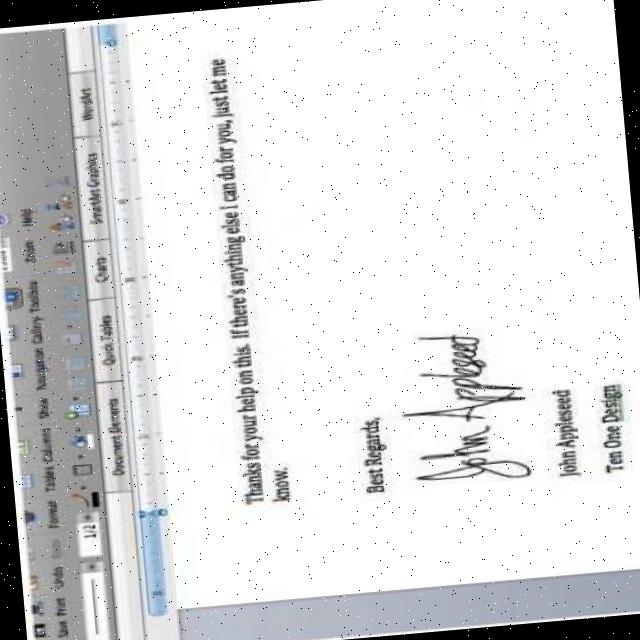 Wordart
SmartArt Graphics
Charts
Quick Tables
Document Elements
Help
Zoom
Toolbox
Gallery
Navigation
Show
Columns
Tables
Format
Print
1/2
Thanks for your help on this. If there's anything else i can do for you, just let me
know.
Best Regards,
John Appleseed
John Appleseed
Ten One Design